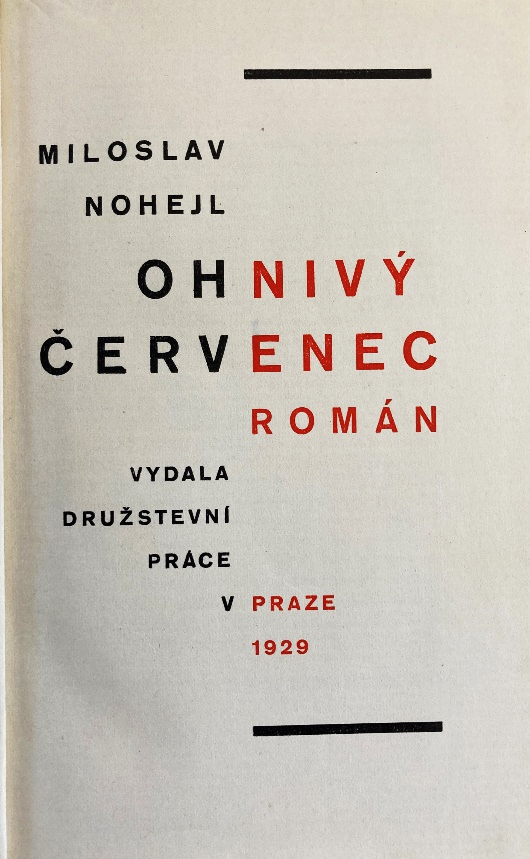 MILOSLAV
NOHEJL
OHNIVÝ
ČERVENEC
ROMÁN
VYDALA
DRUŽSTEVNÍ
PRÁCE
V PRAZE
1929